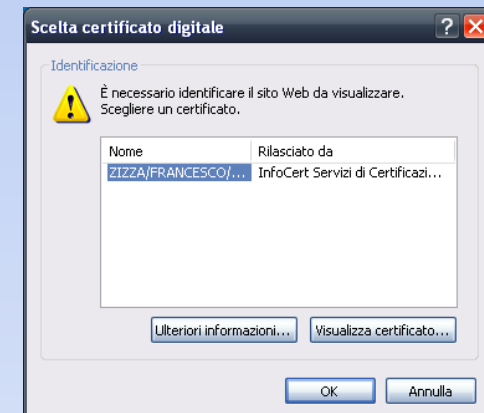 Scelta certificato digitale
Identificazione
È necessario identificare il sito Web da visualizzare.
Scegliere un certificato.
Nome Rilasciato da
ZIZZA/FRANCESCO/... InfoCert Servizi di Certificazi...
Ulteriori informazioni... Visualizza certificato...
OK Annulla